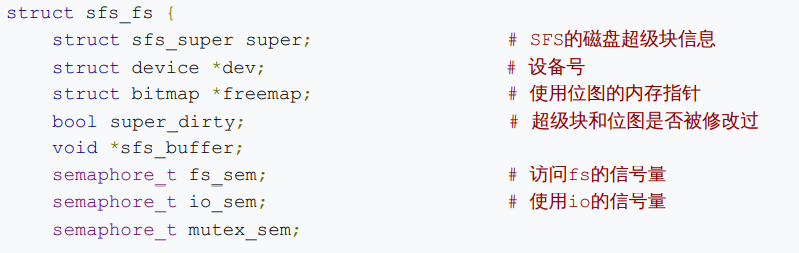 struct sfs_fs {
struct sfs_super super; # SFS的磁盘超级块信息
struct device *dev; # 设备号
struct bitmap *freemap; # 使用位图的内存指针
bool super_dirty; # 超级块和位图是否被修改过
void *sfs_buffer;
semaphore_t fs_sem; # 访问fs的信号量
semaphore_t io_sem; # 使用io的信号量
semaphore_t mutex_sem;